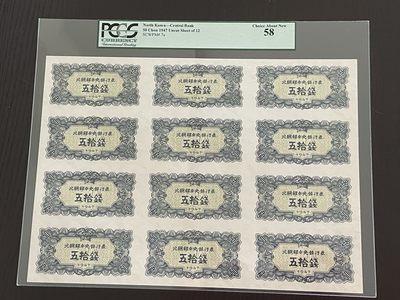 PCGS
CURRENCY
North Korea---Central Bank
50 Chon 1947 Uncut Sheet of 12
SCWPM# 7a
Choice About New
58
北朝鮮中央銀行券
五拾錢
1947
北朝鮮中央銀行券
五拾錢
1947
北朝鮮中央銀行券
五拾錢
1947
北朝鮮中央銀行券
五拾錢
1947
北朝鮮中央銀行券
五拾錢
1947
北朝鮮中央銀行券
五拾錢
1947
北朝鮮中央銀行券
五拾錢
1947
北朝鮮中央銀行券
五拾錢
1947
北朝鮮中央銀行券
五拾錢
1947
北朝鮮中央銀行券
五拾錢
1947
北朝鮮中央銀行券
五拾錢
1947
北朝鮮中央銀行券
五拾錢
1947